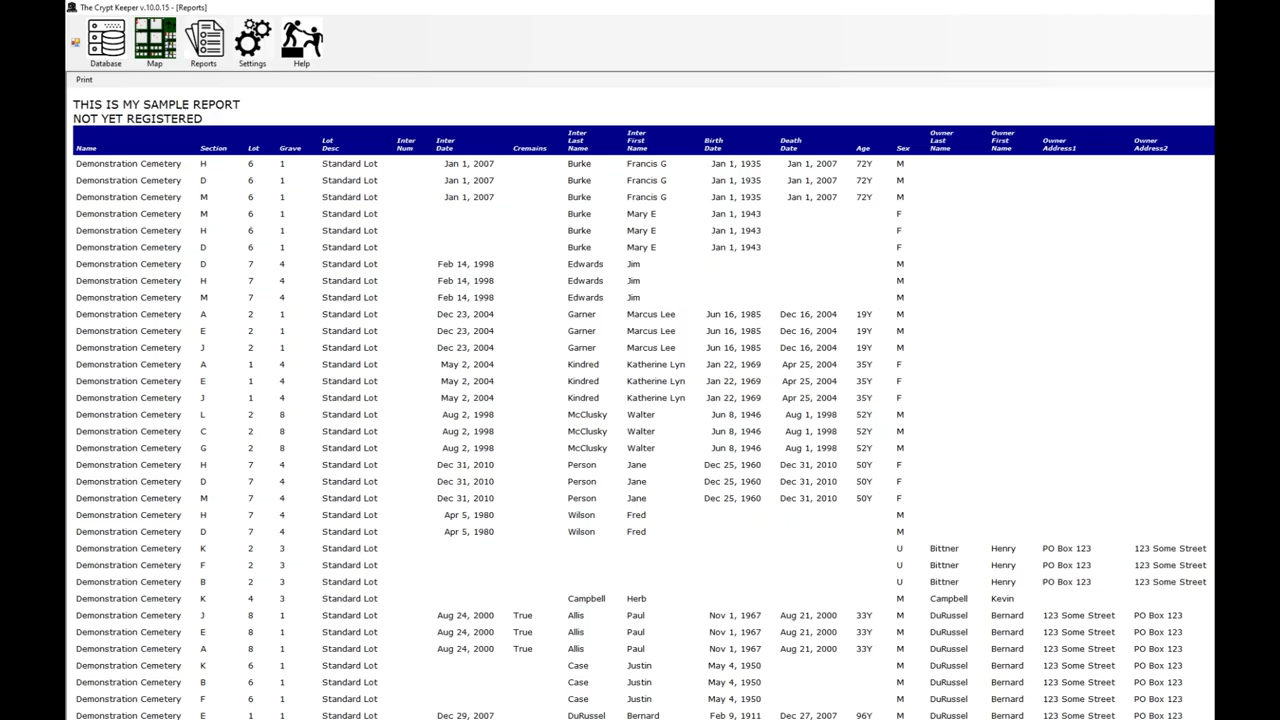 The Crypt Keeper v.10.0.15 - [Reports]
Database Map Reports Settings Help
Print
THIS IS MY SAMPLE REPORT
NOT YET REGISTERED
Name Section Lot Grave Lot Desc Inter Num Inter Date Cremains Inter Last Name Inter First Name Birth Date Death Date Age Sex Owner Last Name Owner First Name Owner Address1 Owner Address2
Demonstration Cemetery H 6 1 Standard Lot Jan 1, 2007 Burke Francis G Jan 1, 1935 Jan 1, 2007 72Y M
Demonstration Cemetery D 6 1 Standard Lot Jan 1, 2007 Burke Francis G Jan 1, 1935 Jan 1, 2007 72Y M
Demonstration Cemetery M 6 1 Standard Lot Jan 1, 2007 Burke Francis G Jan 1, 1935 Jan 1, 2007 72Y M
Demonstration Cemetery M 6 1 Standard Lot Burke Mary E Jan 1, 1943 F
Demonstration Cemetery H 6 1 Standard Lot Burke Mary E Jan 1, 1943 F
Demonstration Cemetery D 6 1 Standard Lot Burke Mary E Jan 1, 1943 F
Demonstration Cemetery D 7 4 Standard Lot Feb 14, 1998 Edwards Jim M
Demonstration Cemetery H 7 4 Standard Lot Feb 14, 1998 Edwards Jim M
Demonstration Cemetery M 7 4 Standard Lot Feb 14, 1998 Edwards Jim M
Demonstration Cemetery A 2 1 Standard Lot Dec 23, 2004 Garner Marcus Lee Jun 16, 1985 Dec 16, 2004 19Y M
Demonstration Cemetery E 2 1 Standard Lot Dec 23, 2004 Garner Marcus Lee Jun 16, 1985 Dec 16, 2004 19Y M
Demonstration Cemetery J 2 1 Standard Lot Dec 23, 2004 Garner Marcus Lee Jun 16, 1985 Dec 16, 2004 19Y M
Demonstration Cemetery A 1 4 Standard Lot May 2, 2004 Kindred Katherine Lyn Jan 22, 1969 Apr 25, 2004 35Y F
Demonstration Cemetery E 1 4 Standard Lot May 2, 2004 Kindred Katherine Lyn Jan 22, 1969 Apr 25, 2004 35Y F
Demonstration Cemetery J 1 4 Standard Lot May 2, 2004 Kindred Katherine Lyn Jan 22, 1969 Apr 25, 2004 35Y F
Demonstration Cemetery L 2 8 Standard Lot Aug 2, 1998 McClusky Walter Jun 8, 1946 Aug 1, 1998 52Y M
Demonstration Cemetery C 2 8 Standard Lot Aug 2, 1998 McClusky Walter Jun 8, 1946 Aug 1, 1998 52Y M
Demonstration Cemetery G 2 8 Standard Lot Aug 2, 1998 McClusky Walter Jun 8, 1946 Aug 1, 1998 52Y M
Demonstration Cemetery H 7 4 Standard Lot Dec 31, 2010 Person Jane Dec 25, 1960 Dec 31, 2010 50Y F
Demonstration Cemetery D 7 4 Standard Lot Dec 31, 2010 Person Jane Dec 25, 1960 Dec 31, 2010 50Y F
Demonstration Cemetery M 7 4 Standard Lot Dec 31, 2010 Person Jane Dec 25, 1960 Dec 31, 2010 50Y F
Demonstration Cemetery H 7 4 Standard Lot Apr 5, 1980 Wilson Fred M
Demonstration Cemetery D 7 4 Standard Lot Apr 5, 1980 Wilson Fred M
Demonstration Cemetery K 2 3 Standard Lot U Bittner Henry PO Box 123 123 Some Street
Demonstration Cemetery F 2 3 Standard Lot U Bittner Henry PO Box 123 123 Some Street
Demonstration Cemetery B 2 3 Standard Lot U Bittner Henry PO Box 123 123 Some Street
Demonstration Cemetery K 4 3 Standard Lot Campbell Herb M Campbell Kevin
Demonstration Cemetery J 8 1 Standard Lot Aug 24, 2000 True Allis Paul Nov 1, 1967 Aug 21, 2000 33Y M DuRussel Bernard 123 Some Street PO Box 123
Demonstration Cemetery E 8 1 Standard Lot Aug 24, 2000 True Allis Paul Nov 1, 1967 Aug 21, 2000 33Y M DuRussel Bernard 123 Some Street PO Box 123
Demonstration Cemetery A 8 1 Standard Lot Aug 24, 2000 True Allis Paul Nov 1, 1967 Aug 21, 2000 33Y M DuRussel Bernard 123 Some Street PO Box 123
Demonstration Cemetery K 6 1 Standard Lot Case Justin May 4, 1950 M DuRussel Bernard 123 Some Street PO Box 123
Demonstration Cemetery B 6 1 Standard Lot Case Justin May 4, 1950 M DuRussel Bernard 123 Some Street PO Box 123
Demonstration Cemetery F 6 1 Standard Lot Case Justin May 4, 1950 M DuRussel Bernard 123 Some Street PO Box 123
Demonstration Cemetery E 1 1 Standard Lot Dec 29, 2007 DuRussel Bernard Feb 9, 1911 Dec 27, 2007 96Y M DuRussel Bernard 123 Some Street PO Box 123